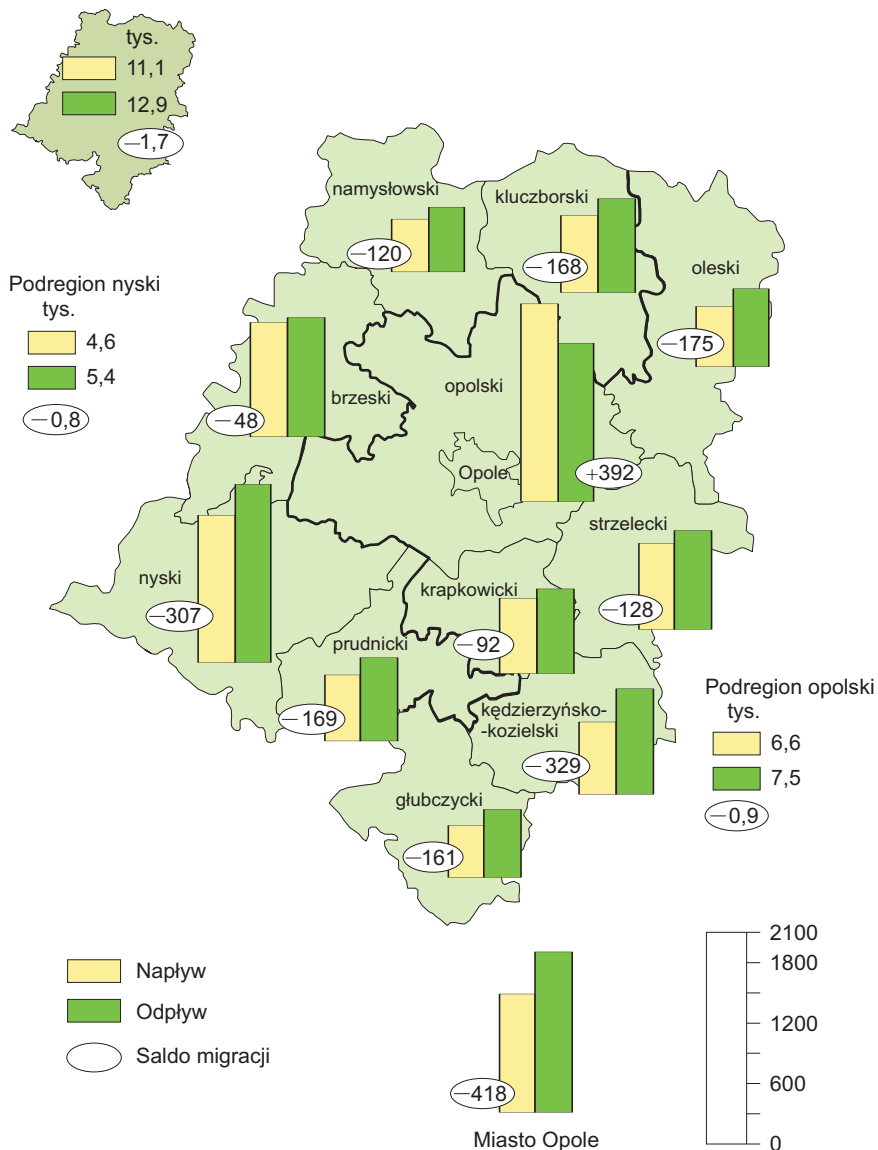 tys.
11,1
12,9
−1,7
namysłowski
−120
kluczborski
−168
oleski
−175
Podregion nyski
tys.
4,6
5,4
−0,8
brzeski
−48
opolski
Opole
+392
strzelecki
−128
nyski
−307
krapkowicki
−92
prudnicki
−169
kędzierzyńsko-
-kozielski
−329
Podregion opolski
tys.
6,6
7,5
−0,9
głubczycki
−161
Napływ
Odpływ
Saldo migracji
−418
Miasto Opole
2100
1800
1200
600
0